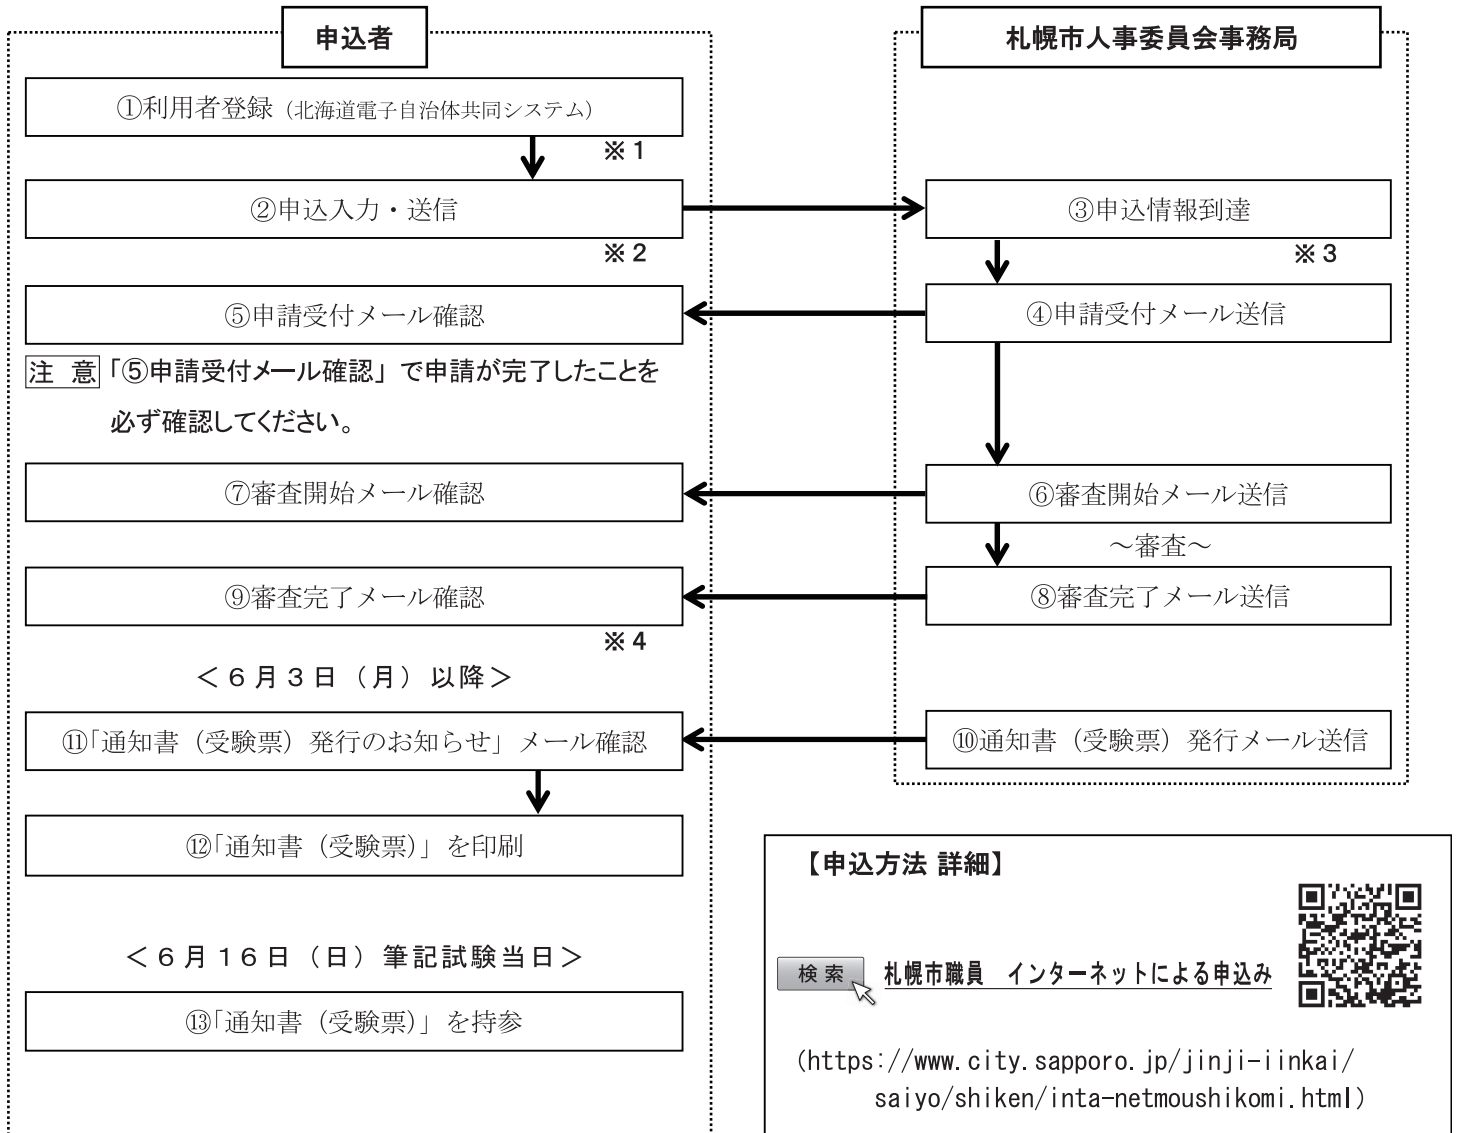 申込者
札幌市人事委員会事務局
①利用者登録（北海道電子自治体共同システム）
※1
②申込入力・送信
③申込情報到達
※2
※3
⑤申請受付メール確認
④申請受付メール送信
注 意 「⑤申請受付メール確認」で申請が完了したことを
必ず確認してください。
⑦審査開始メール確認
⑥審査開始メール送信
～審査～
⑨審査完了メール確認
⑧審査完了メール送信
※4
＜６月３日（月）以降＞
⑪「通知書（受験票）発行のお知らせ」メール確認
⑩通知書（受験票）発行メール送信
⑫「通知書（受験票）」を印刷
【申込方法 詳細】
＜６月１６日（日）筆記試験当日＞
検 索 札幌市職員　インターネットによる申込み
⑬「通知書（受験票）」を持参
(https://www.city.sapporo.jp/jinji-iinkai/
saiyo/shiken/inta-netmoushikomi.html)